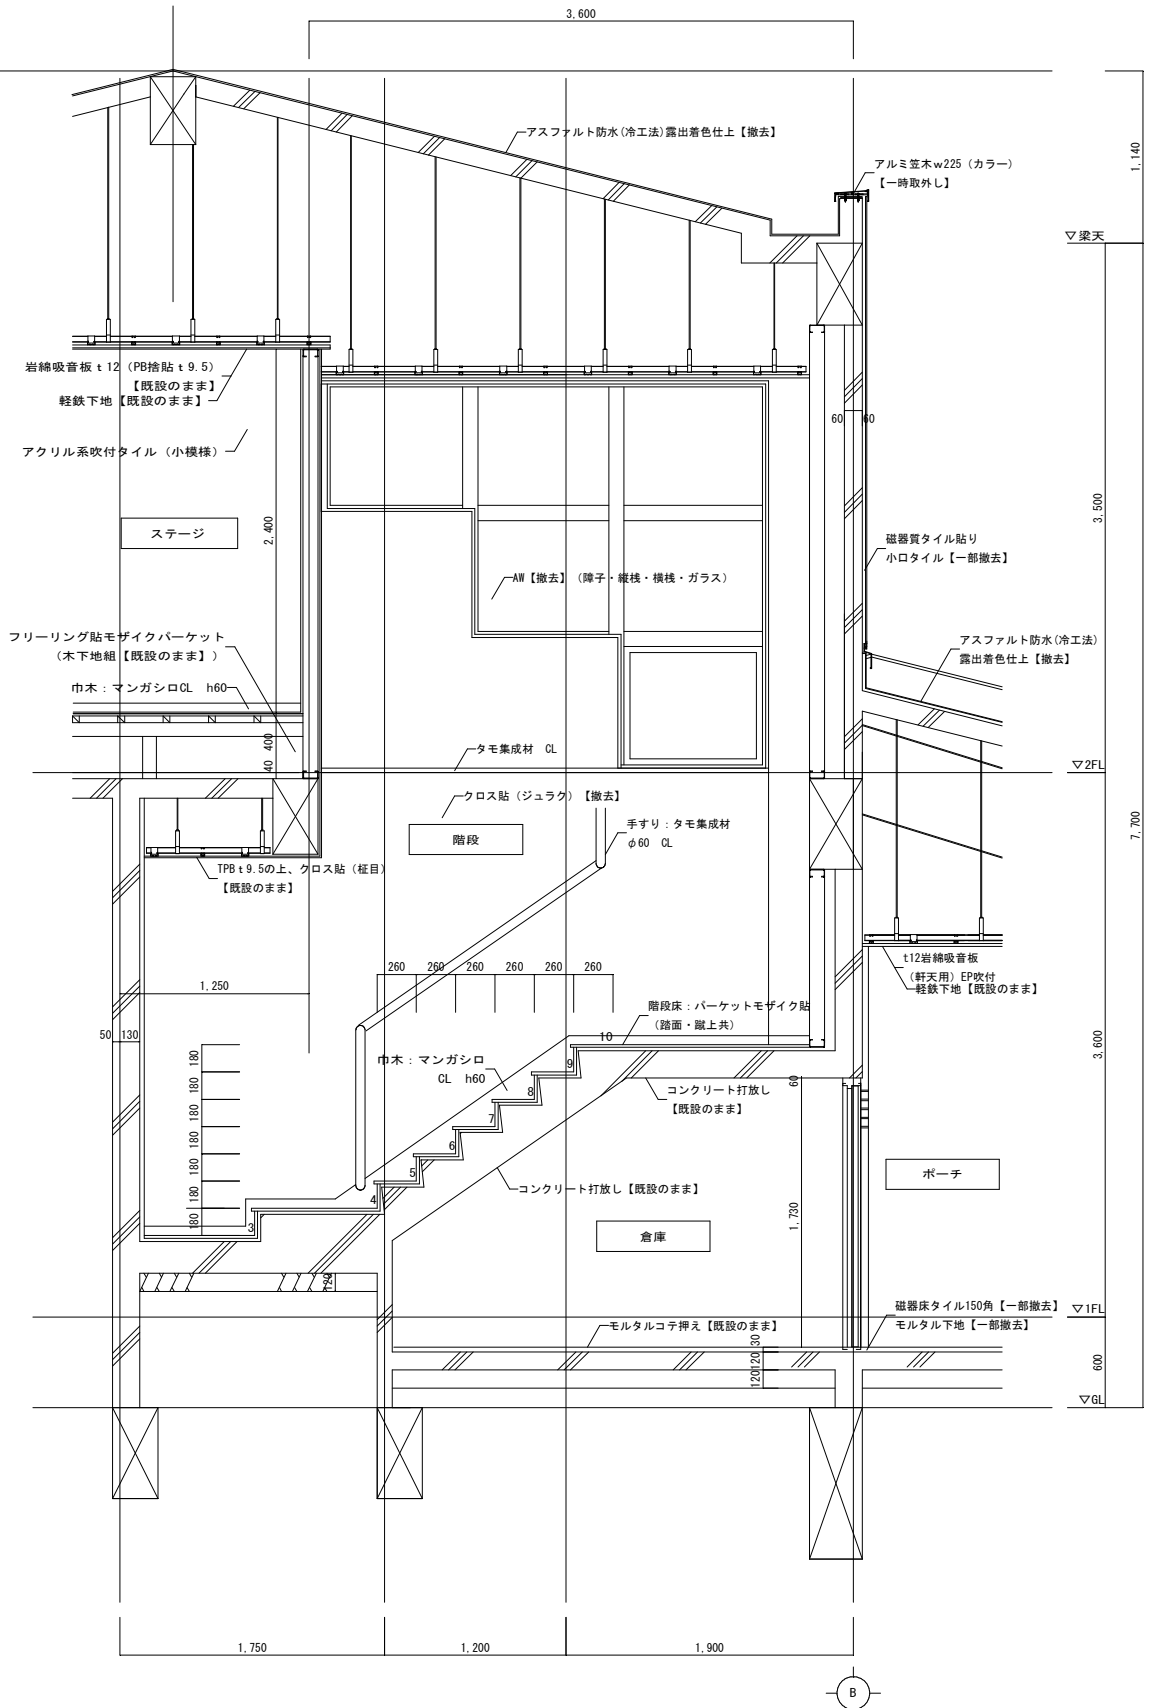 3,600
アスファルト防水(冷工法)露出着色仕上【撤去】
アルミ笠木w225(カラー)
【一時取外し】
1,140
▽梁天
岩綿吸音板t12(PB捨貼t9.5)
【既設のまま】
軽鉄下地【既設のまま】
アクリル系吹付タイル(小模様)
60
60
ステージ
2,400
3,500
磁器質タイル貼り
小口タイル【一部撤去】
AW【撤去】(障子・縦桟・横桟・ガラス)
フリーリング貼モザイクパーケット
(木下地組【既設のまま】)
アスファルト防水(冷工法)
露出着色仕上【撤去】
巾木:マンガシロCL h60
400
40
タモ集成材 CL
▽2FL
クロス貼(ジュラク)【撤去】
階段
手すり:タモ集成材
φ60 CL
7,700
TPBt9.5の上、クロス貼(柾目)
【既設のまま】
260
260
260
260
260
260
t12岩綿吸音板
(軒天用)EP吹付
軽鉄下地【既設のまま】
1,250
階段床:パーケットモザイク貼
(踏面・蹴上共)
50
130
180
180
180
180
180
180
180
10
9
8
7
6
5
4
3
巾木:マンガシロ
CL h60
3,600
60
コンクリート打放し
【既設のまま】
コンクリート打放し【既設のまま】
ポーチ
1,730
倉庫
120
磁器床タイル150角【一部撤去】
モルタル下地【一部撤去】
▽1FL
モルタルコテ押え【既設のまま】
30
120
120
600
▽GL
1,750
1,200
1,900
B